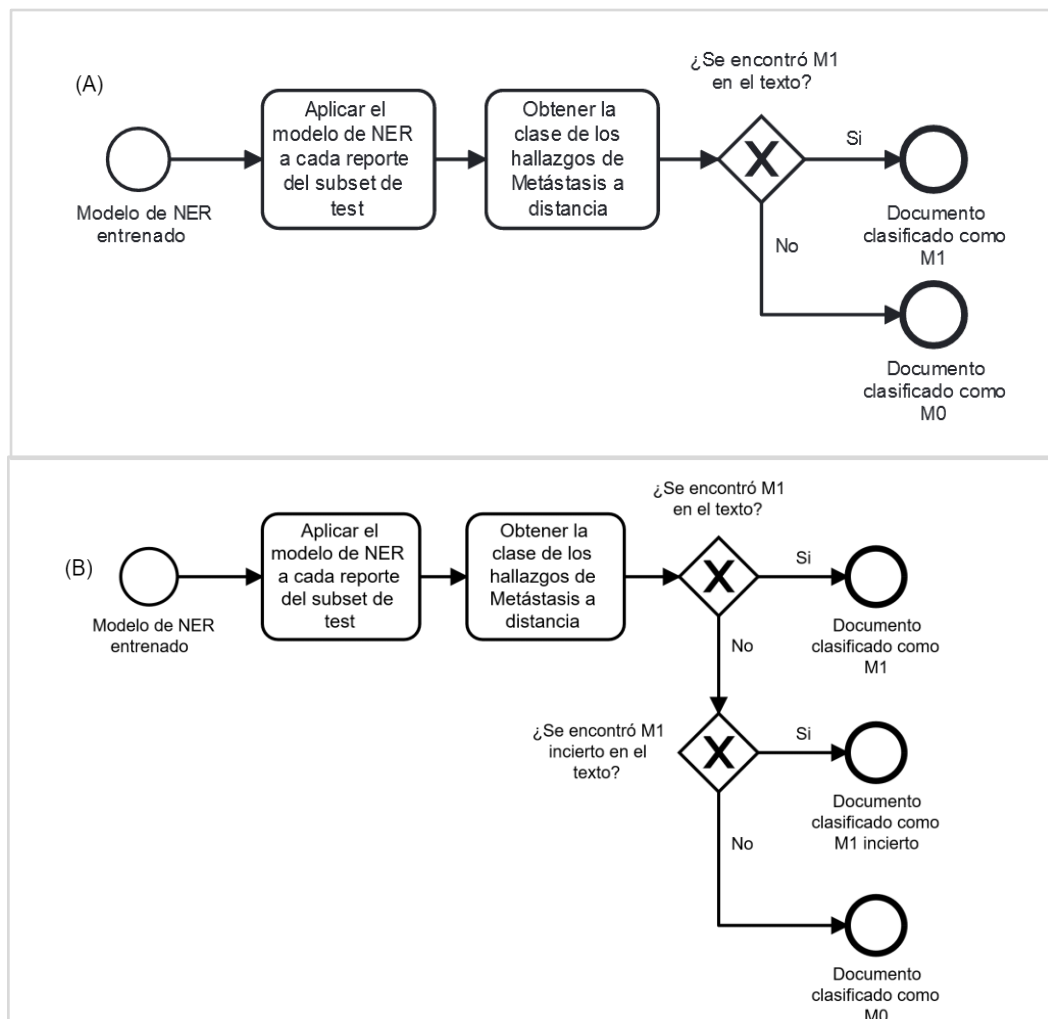 (A)
Modelo de NER
entrenado
Aplicar el
modelo de NER
a cada reporte
del subset de
test
Obtener la
clase de los
hallazgos de
Metástasis a
distancia
¿Se encontró M1
en el texto?
Si
Documento
clasificado como
M1
No
Documento
clasificado como
M0
(B)
Modelo de NER
entrenado
Aplicar el
modelo de NER
a cada reporte
del subset de
test
Obtener la
clase de los
hallazgos de
Metástasis a
distancia
¿Se encontró M1
en el texto?
Si
Documento
clasificado como
M1
No
¿Se encontró M1
incierto en el
texto?
Si
Documento
clasificado como
M1 incierto
No
Documento
clasificado como
M0